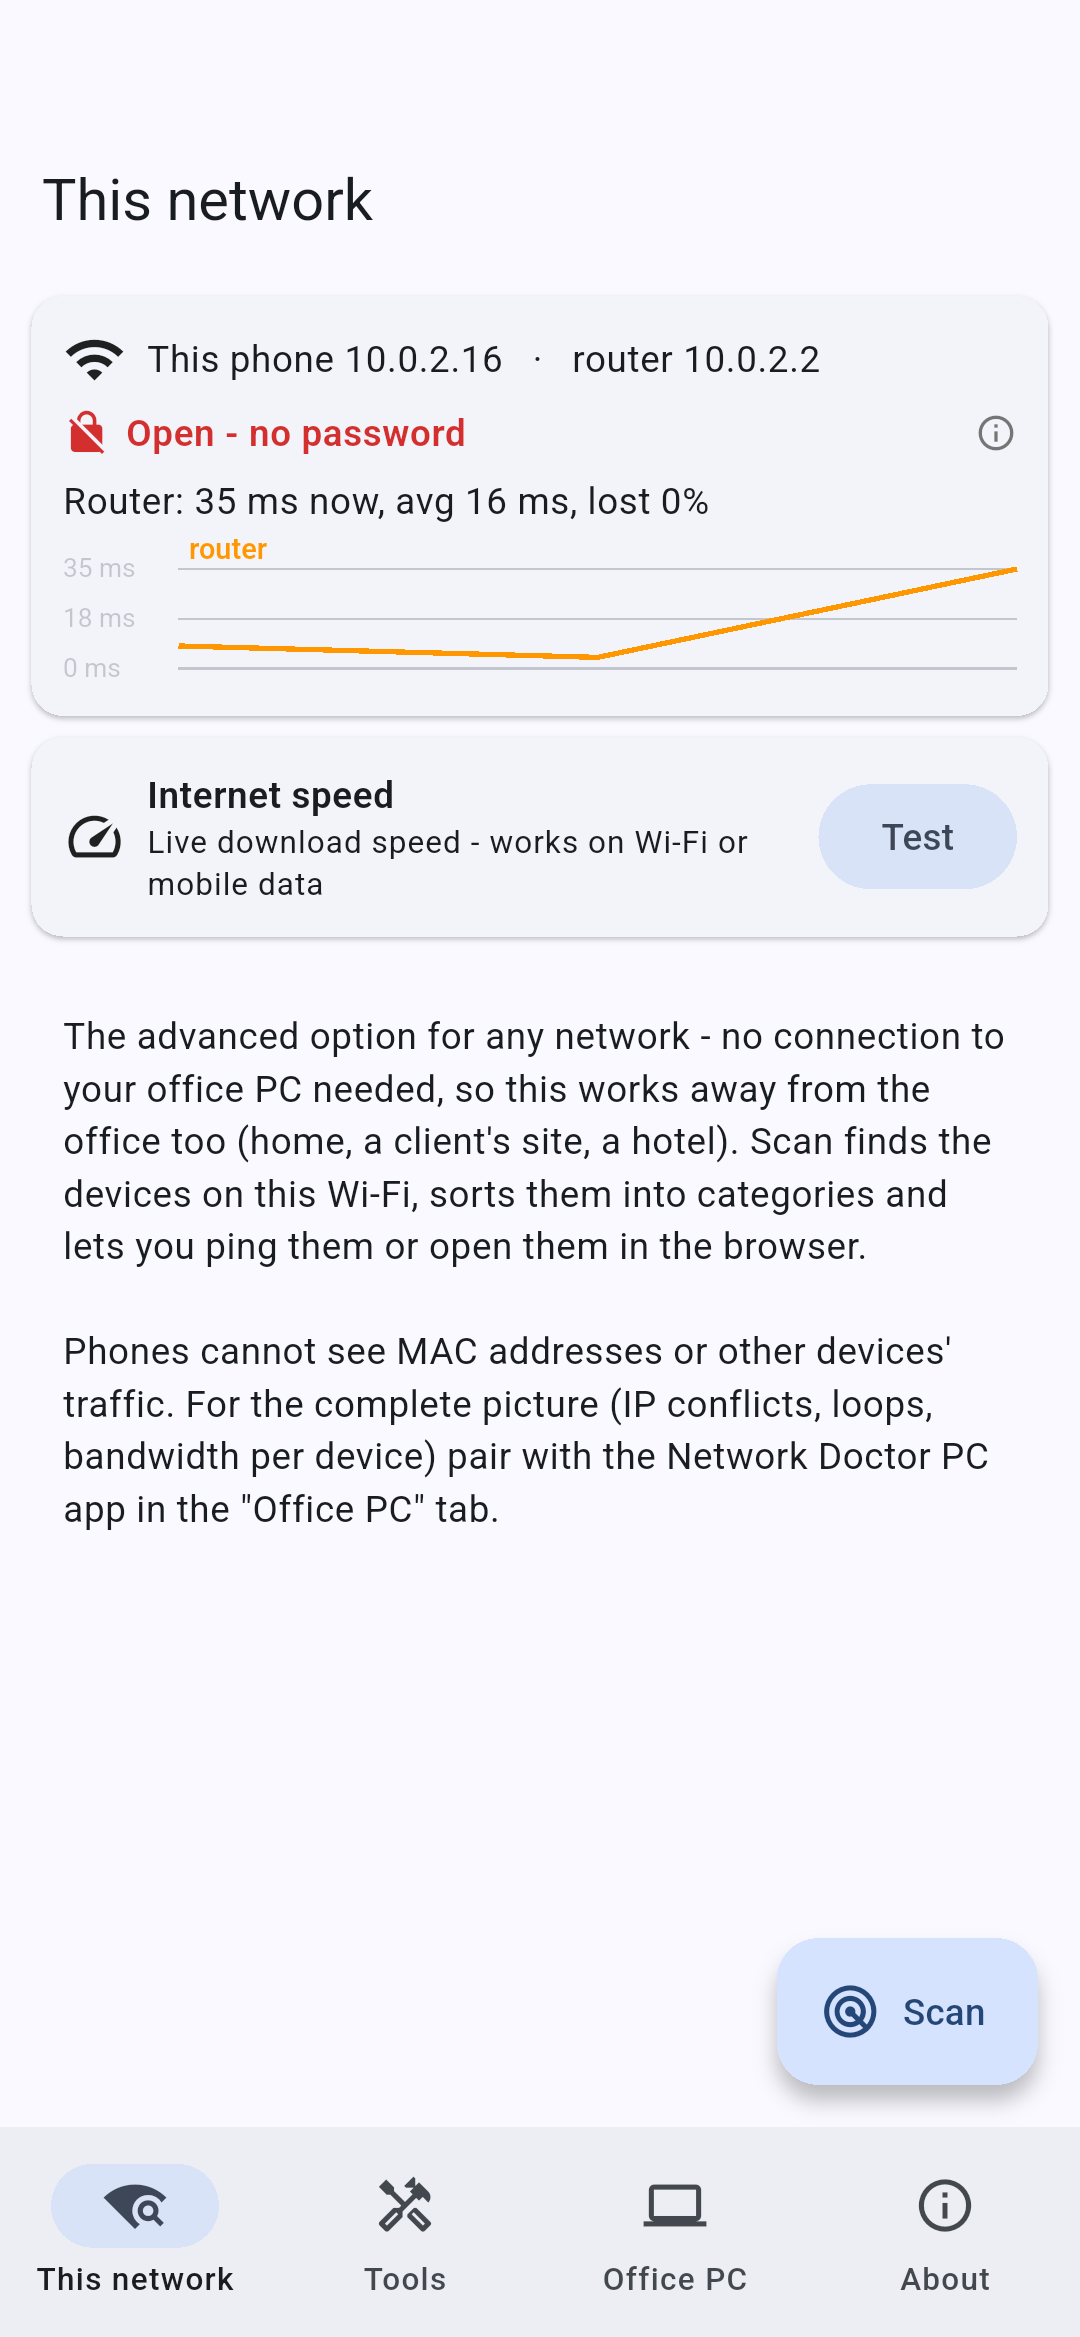 This network
This phone 10.0.2.16 · router 10.0.2.2
Open - no password
Router: 35 ms now, avg 16 ms, lost 0%
router
35 ms
18 ms
0 ms
Internet speed
Live download speed - works on Wi-Fi or
mobile data
Test
The advanced option for any network - no connection to
your office PC needed, so this works away from the
office too (home, a client's site, a hotel). Scan finds the
devices on this Wi-Fi, sorts them into categories and
lets you ping them or open them in the browser.
Phones cannot see MAC addresses or other devices'
traffic. For the complete picture (IP conflicts, loops,
bandwidth per device) pair with the Network Doctor PC
app in the "Office PC" tab.
Scan
This network
Tools
Office PC
About